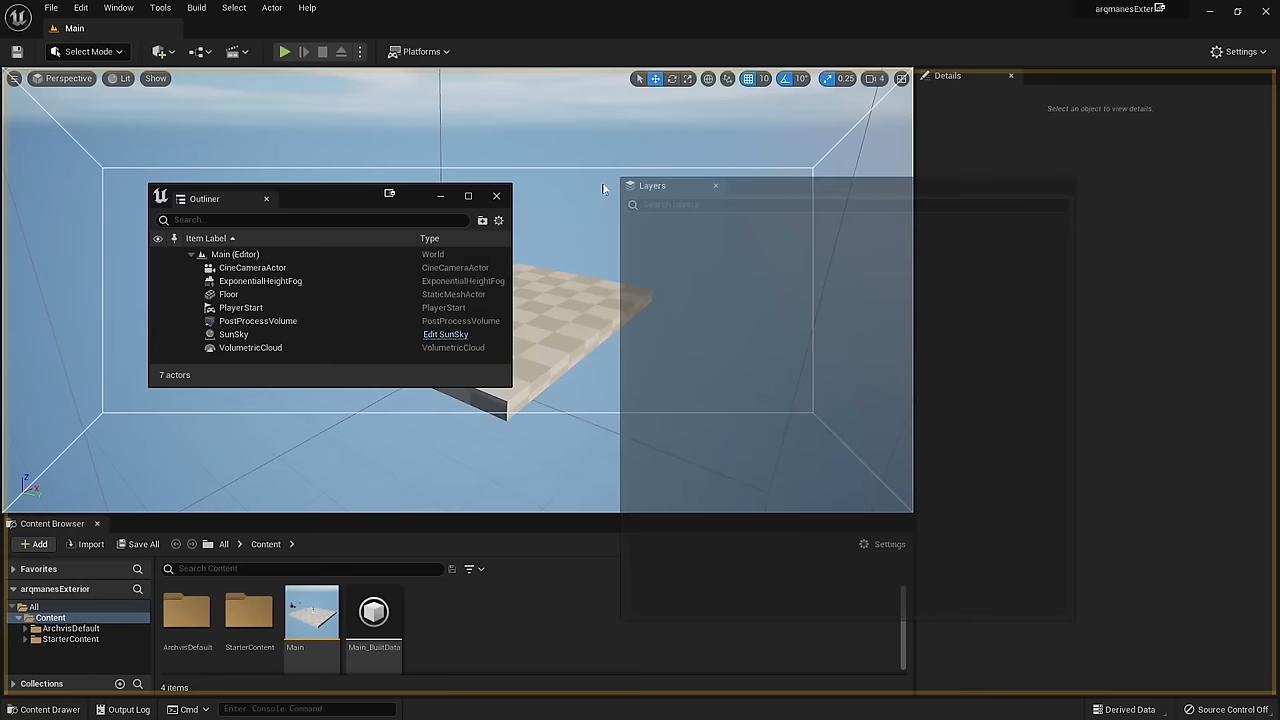 File Edit Window Tools Build Select Actor Help
arqmanesExterior
Main
Select Mode
Platforms
Settings
Perspective Lit Show
10 10° 0.25 4
Details
Select an object to view details.
Layers
Search Layers
Outliner
Search...
Item Label Type
Main (Editor) World
CineCameraActor CineCameraActor
ExponentialHeightFog ExponentialHeightFog
Floor StaticMeshActor
PlayerStart PlayerStart
PostProcessVolume PostProcessVolume
SunSky Edit SunSky
VolumetricCloud VolumetricCloud
7 actors
Z X Y
Content Browser
Add Import Save All All Content Settings
Favorites
Search Content
arqmanesExterior
All
Content
ArchvisDefault
StarterContent
ArchvisDefault StarterContent Main Main_BuiltData
Collections
4 items
Content Drawer Output Log Cmd Enter Console Command Derived Data Source Control Off